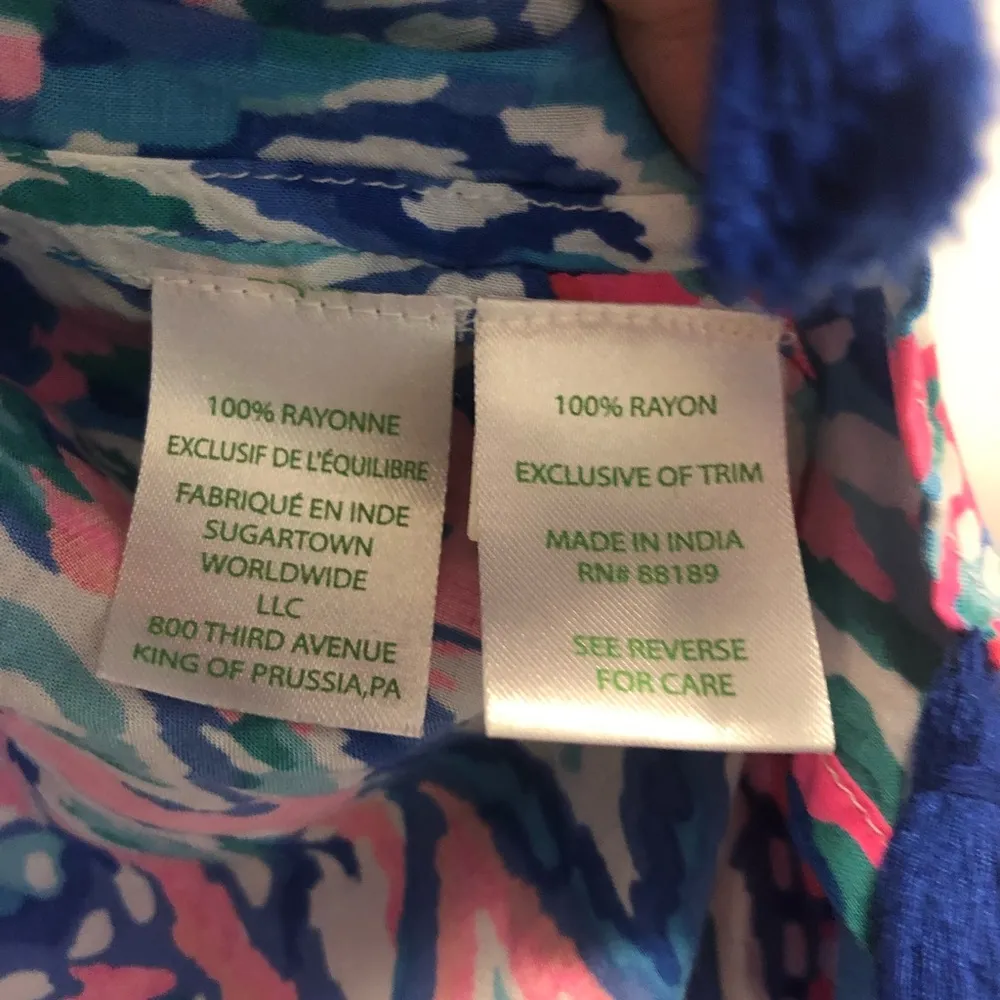 100% RAYONNE
EXCLUSIF DE L'ÉQUILIBRE
FABRIQUÉ EN INDE
SUGARTOWN
WORLDWIDE
LLC
800 THIRD AVENUE
KING OF PRUSSIA,PA
100% RAYON
EXCLUSIVE OF TRIM
MADE IN INDIA
RN# 88189
SEE REVERSE
FOR CARE